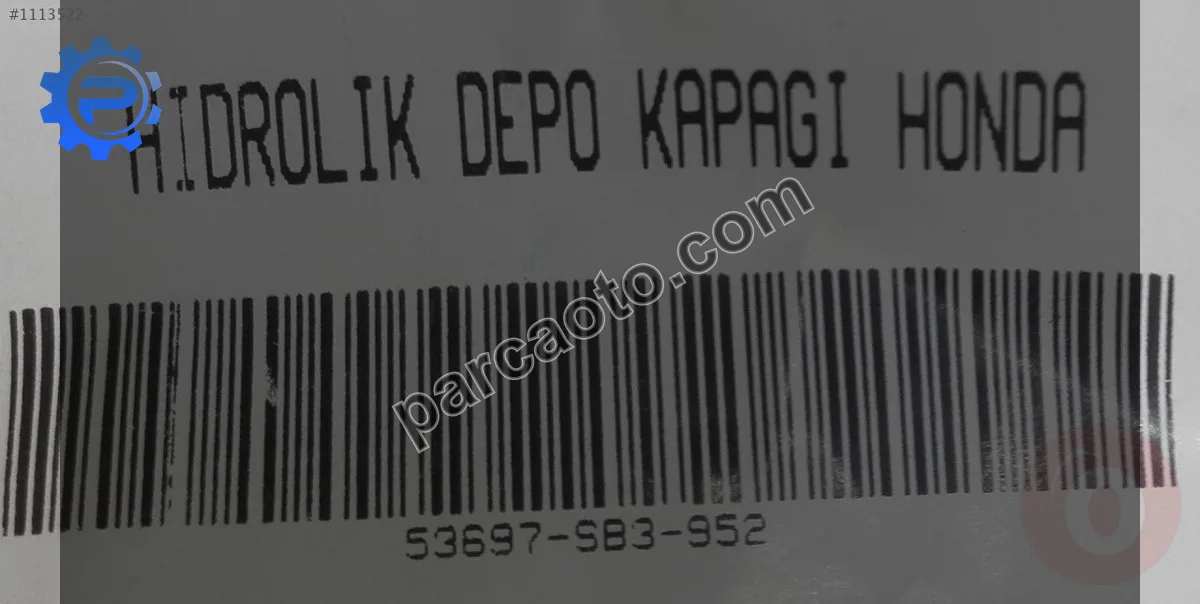 #1113522
HIDROLIK DEPO KAPAGI HONDA
parcaoto.com
53697-SB3-952